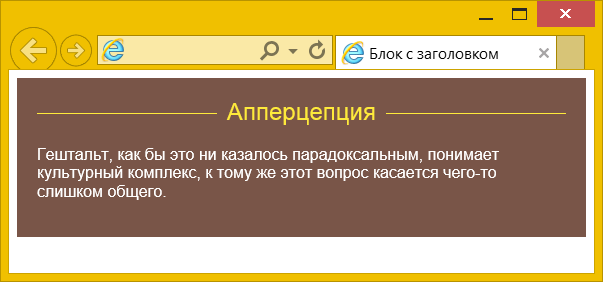 Блок с заголовком
Апперцепция
Гештальт, как бы это ни казалось парадоксальным, понимает
культурный комплекс, к тому же этот вопрос касается чего-то
слишком общего.